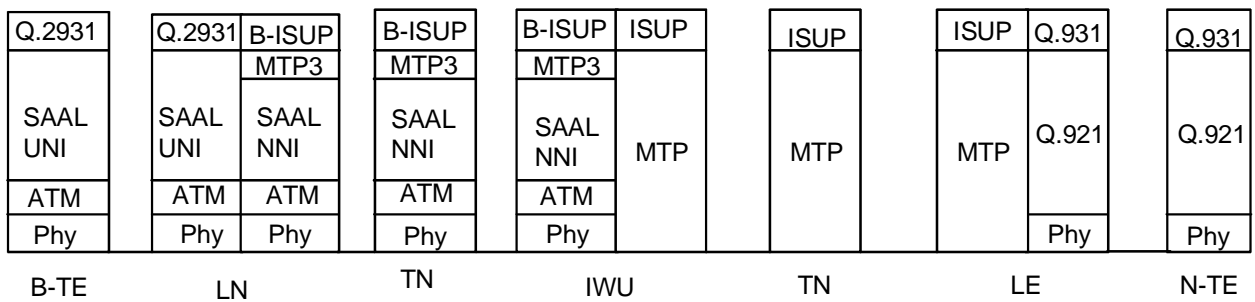 Q.2931 Q.2931 B-ISUP B-ISUP B-ISUP ISUP ISUP ISUP Q.931 Q.931
MTP3 MTP3 MTP3
SAAL UNI SAAL UNI SAAL NNI SAAL NNI SAAL NNI MTP MTP MTP Q.921 Q.921
ATM ATM ATM ATM ATM
Phy Phy Phy Phy Phy Phy Phy
B-TE LN TN IWU TN LE N-TE